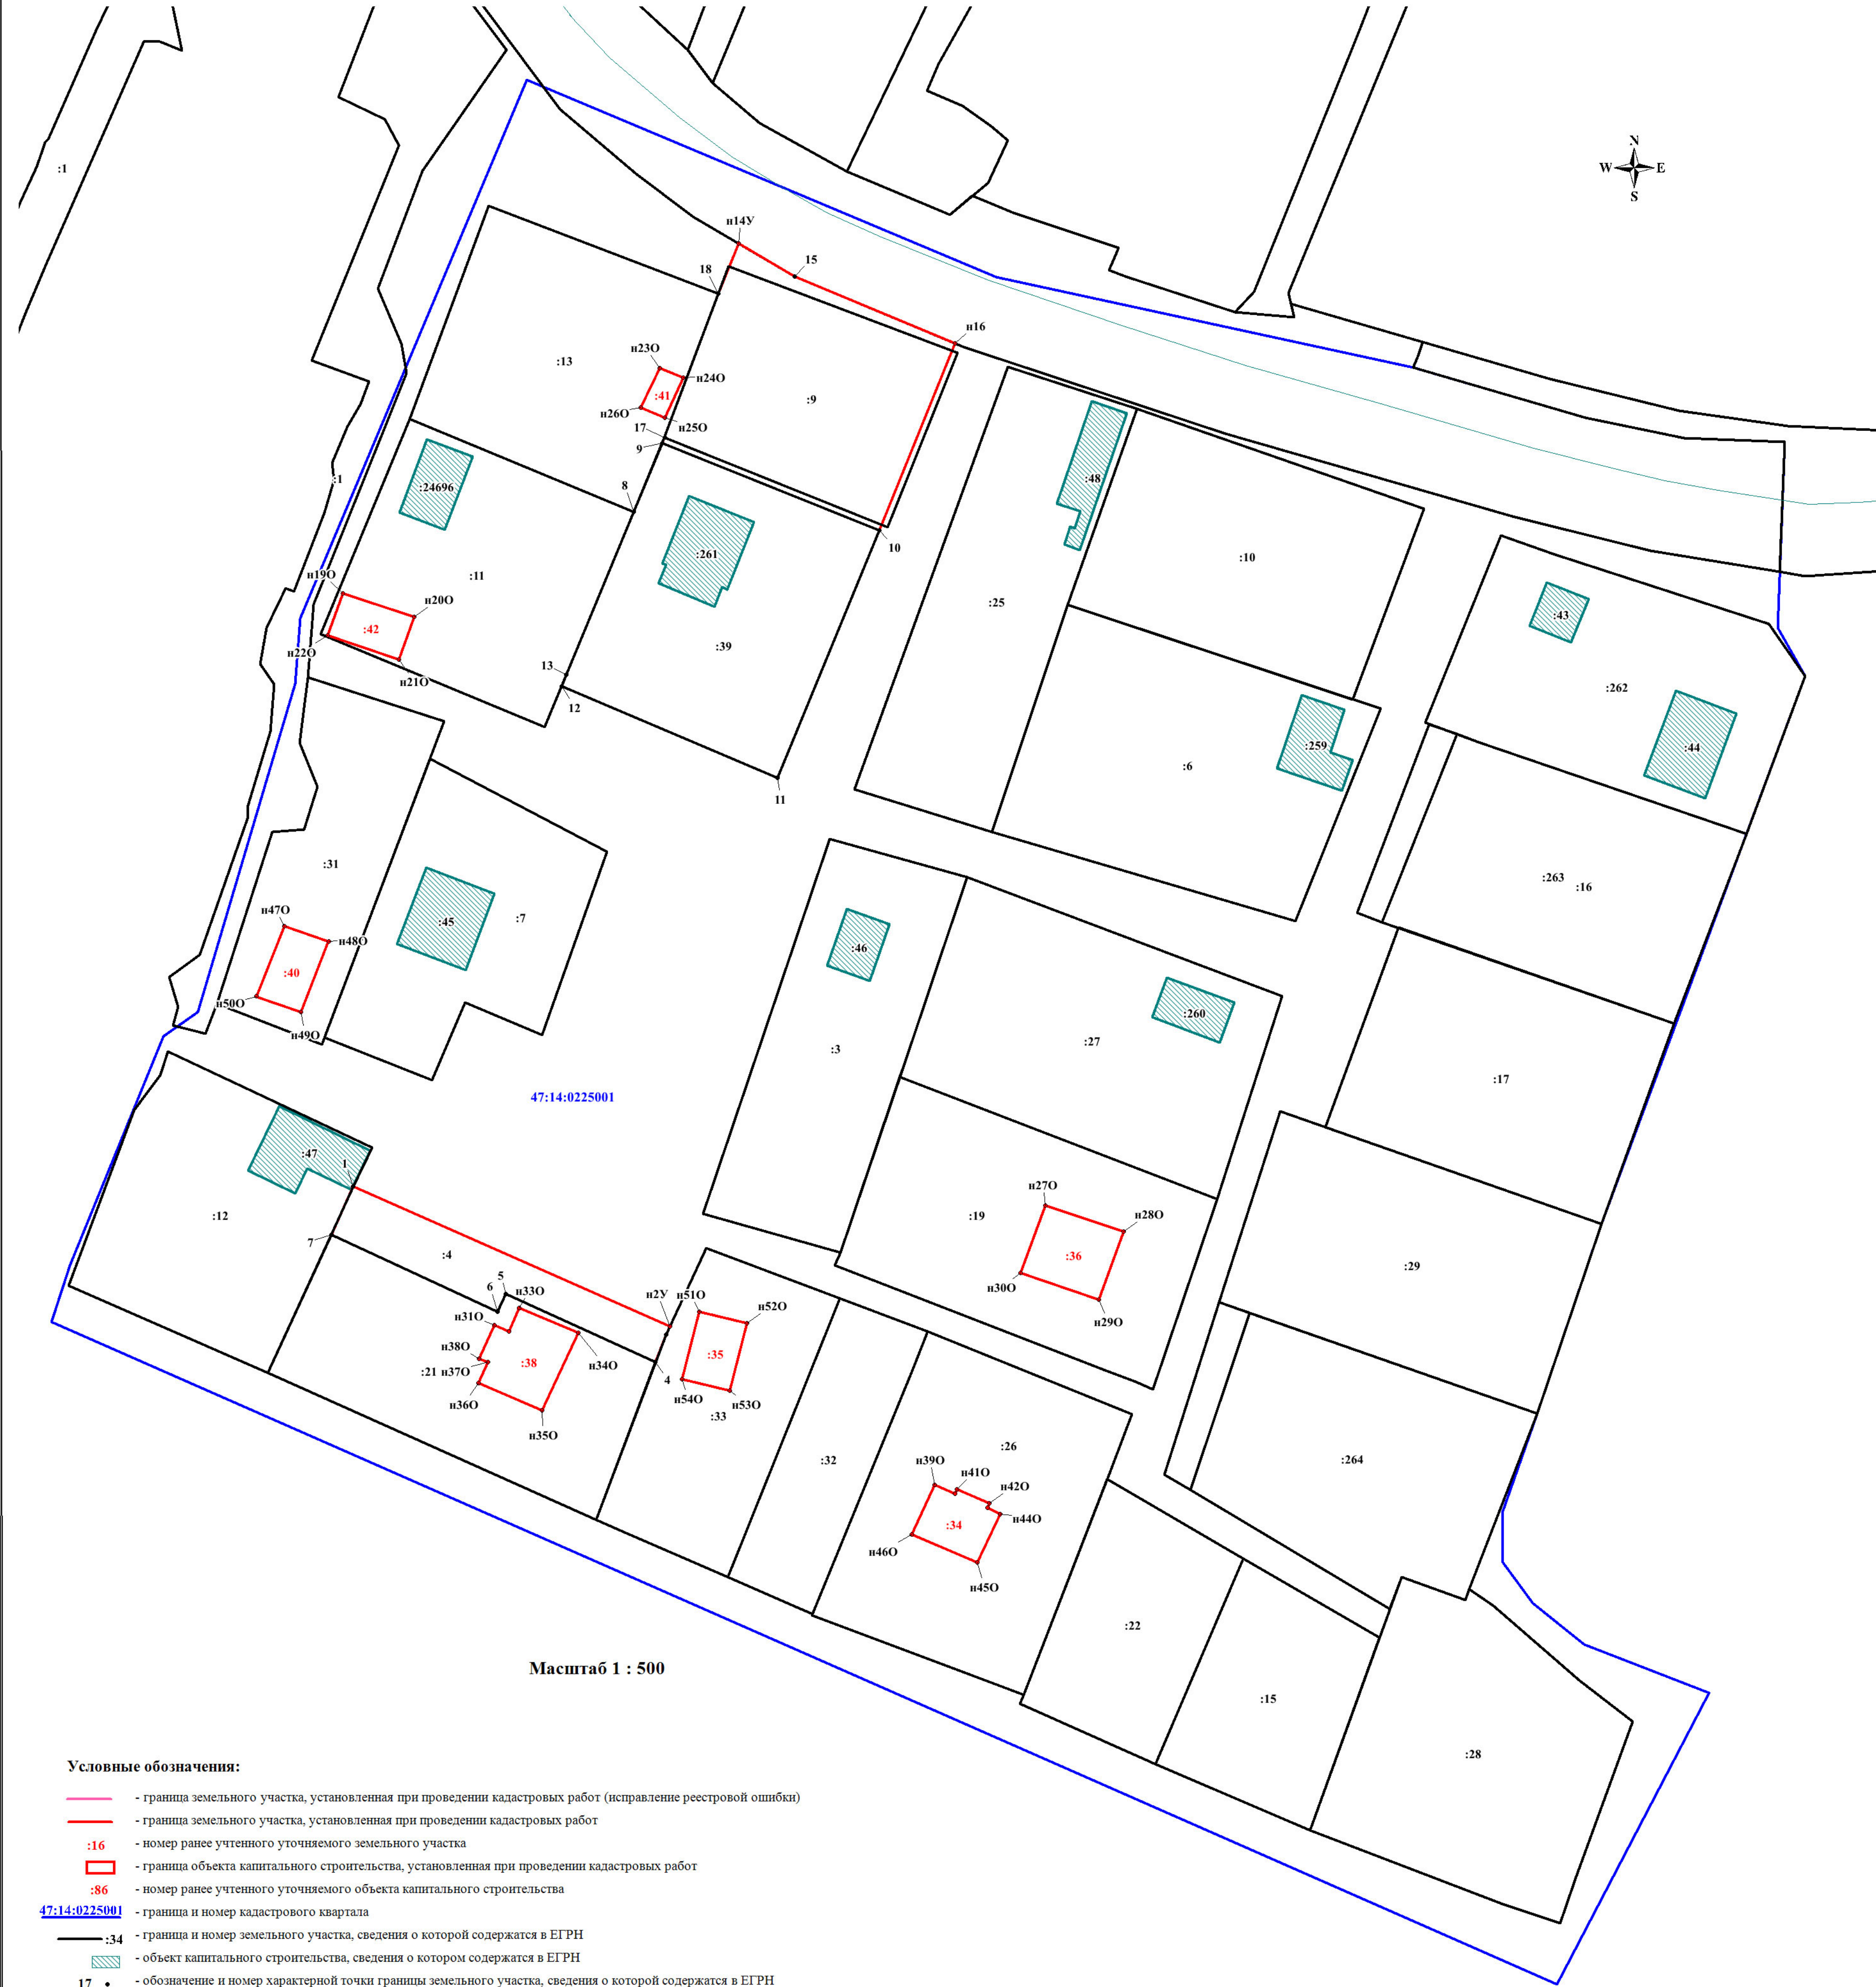 :1
N
W E
S
н14У
15
18
н16
н23О
:13
н24О
:41
:9
н26О
н25О
17
9
:1
:24696
:48
8
10
:261
:10
н19О
:11
н20О
:25
:43
:42
н22О
:39
13
н21О
:262
12
:259
:44
:6
11
:31
:263
:16
н47О
:7
:45
н48О
:46
:40
н50О
:260
н49О
:27
:3
:17
47:14:0225001
:47
1
н27О
:12
:19
н28О
7
:4
:36
:29
5
6
н33О
н30О
н2У
н51О
н52О
н31О
н29О
н38О
:38
:35
н34О
:21 н37О
4
н54О
н36О
н53О
:33
н35О
:26
:32
н39О
:264
н41О
н42О
н44О
:34
н46О
н45О
:22
Масштаб 1 : 500
:15
:28
Условные обозначения:
- граница земельного участка, установленная при проведении кадастровых работ (исправление реестровой ошибки)
- граница земельного участка, установленная при проведении кадастровых работ
:16 - номер ранее учтенного уточняемого земельного участка
- граница объекта капитального строительства, установленная при проведении кадастровых работ
:86 - номер ранее учтенного уточняемого объекта капитального строительства
47:14:0225001 - граница и номер кадастрового квартала
:34 - граница и номер земельного участка, сведения о которой содержатся в ЕГРН
- объект капитального строительства, сведения о котором содержатся в ЕГРН
17 • - обозначение и номер характерной точки границы земельного участка, сведения о которой содержатся в ЕГРН